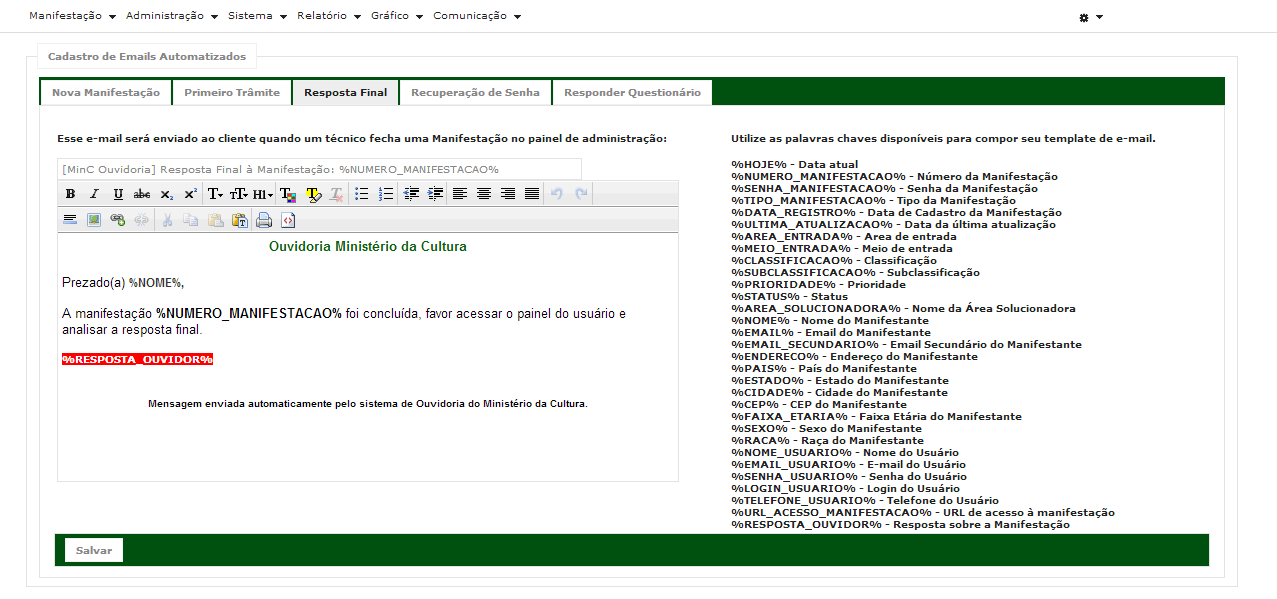 Manifestação Administração Sistema Relatório Gráfico Comunicação
Cadastro de Emails Automatizados
Nova Manifestação Primeiro Trâmite Resposta Final Recuperação de Senha Responder Questionário
Esse e-mail será enviado ao cliente quando um técnico fecha uma Manifestação no painel de administração:
[MinC Ouvidoria] Resposta Final à Manifestação: %NUMERO_MANIFESTACAO%
B I U abc x₂ x² T T H1 T T T
Ouvidoria Ministério da Cultura
Prezado(a) %NOME%,
A manifestação %NUMERO_MANIFESTACAO% foi concluída, favor acessar o painel do usuário e
analisar a resposta final.
%RESPOSTA_OUVIDOR%
Mensagem enviada automaticamente pelo sistema de Ouvidoria do Ministério da Cultura.
Utilize as palavras chaves disponíveis para compor seu template de e-mail.
%HOJE% - Data atual
%NUMERO_MANIFESTACAO% - Número da Manifestação
%SENHA_MANIFESTACAO% - Senha da Manifestação
%TIPO_MANIFESTACAO% - Tipo da Manifestação
%DATA_REGISTRO% - Data de Cadastro da Manifestação
%ULTIMA_ATUALIZACAO% - Data da última atualização
%AREA_ENTRADA% - Area de entrada
%MEIO_ENTRADA% - Meio de entrada
%CLASSIFICACAO% - Classificação
%SUBCLASSIFICACAO% - Subclassificação
%PRIORIDADE% - Prioridade
%STATUS% - Status
%AREA_SOLUCIONADORA% - Nome da Área Solucionadora
%NOME% - Nome do Manifestante
%EMAIL% - Email do Manifestante
%EMAIL_SECUNDARIO% - Email Secundário do Manifestante
%ENDERECO% - Endereço do Manifestante
%PAIS% - País do Manifestante
%ESTADO% - Estado do Manifestante
%CIDADE% - Cidade do Manifestante
%CEP% - CEP do Manifestante
%FAIXA_ETARIA% - Faixa Etária do Manifestante
%SEXO% - Sexo do Manifestante
%RACA% - Raça do Manifestante
%NOME_USUARIO% - Nome do Usuário
%EMAIL_USUARIO% - E-mail do Usuário
%SENHA_USUARIO% - Senha do Usuário
%LOGIN_USUARIO% - Login do Usuário
%TELEFONE_USUARIO% - Telefone do Usuário
%URL_ACESSO_MANIFESTACAO% - URL de acesso à manifestação
%RESPOSTA_OUVIDOR% - Resposta sobre a Manifestação
Salvar